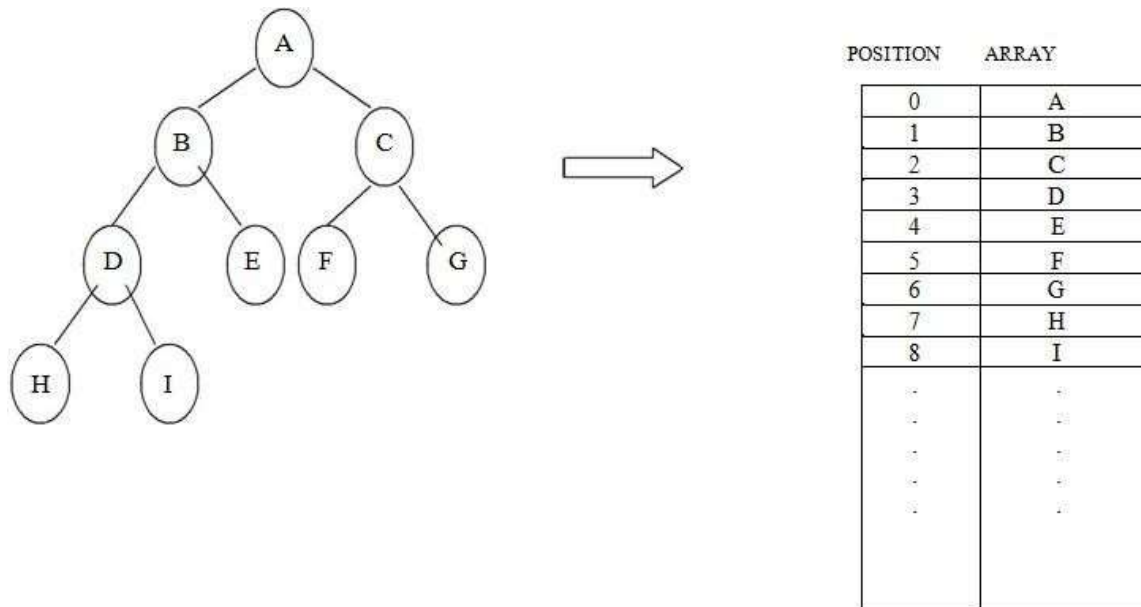 A
B
C
D
E
F
G
H
I
POSITION ARRAY
0 A
1 B
2 C
3 D
4 E
5 F
6 G
7 H
8 I
. .
. .
. .
. .
. .